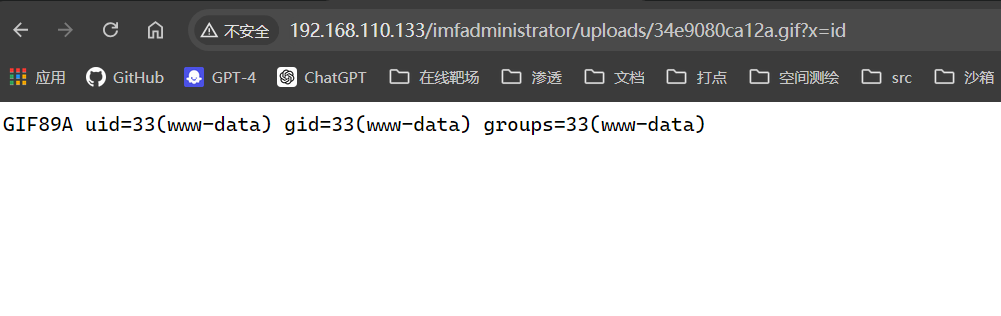 不安全 192.168.110.133/imfadministrator/uploads/34e9080ca12a.gif?x=id
应用 GitHub GPT-4 ChatGPT 在线靶场 渗透 文档 打点 空间测绘 src 沙箱
GIF89A uid=33(www-data) gid=33(www-data) groups=33(www-data)